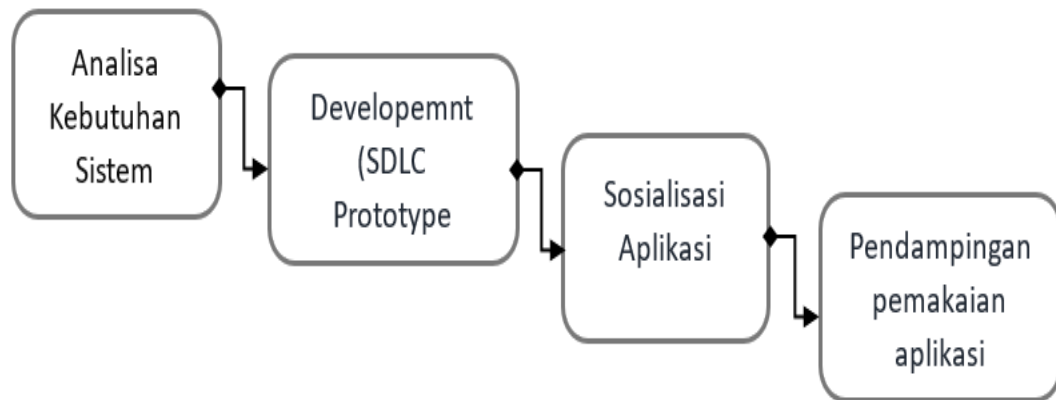 Analisa
Kebutuhan
Sistem
Developemnt
(SDLC
Prototype
Sosialisasi
Aplikasi
Pendampingan
pemakaian
aplikasi